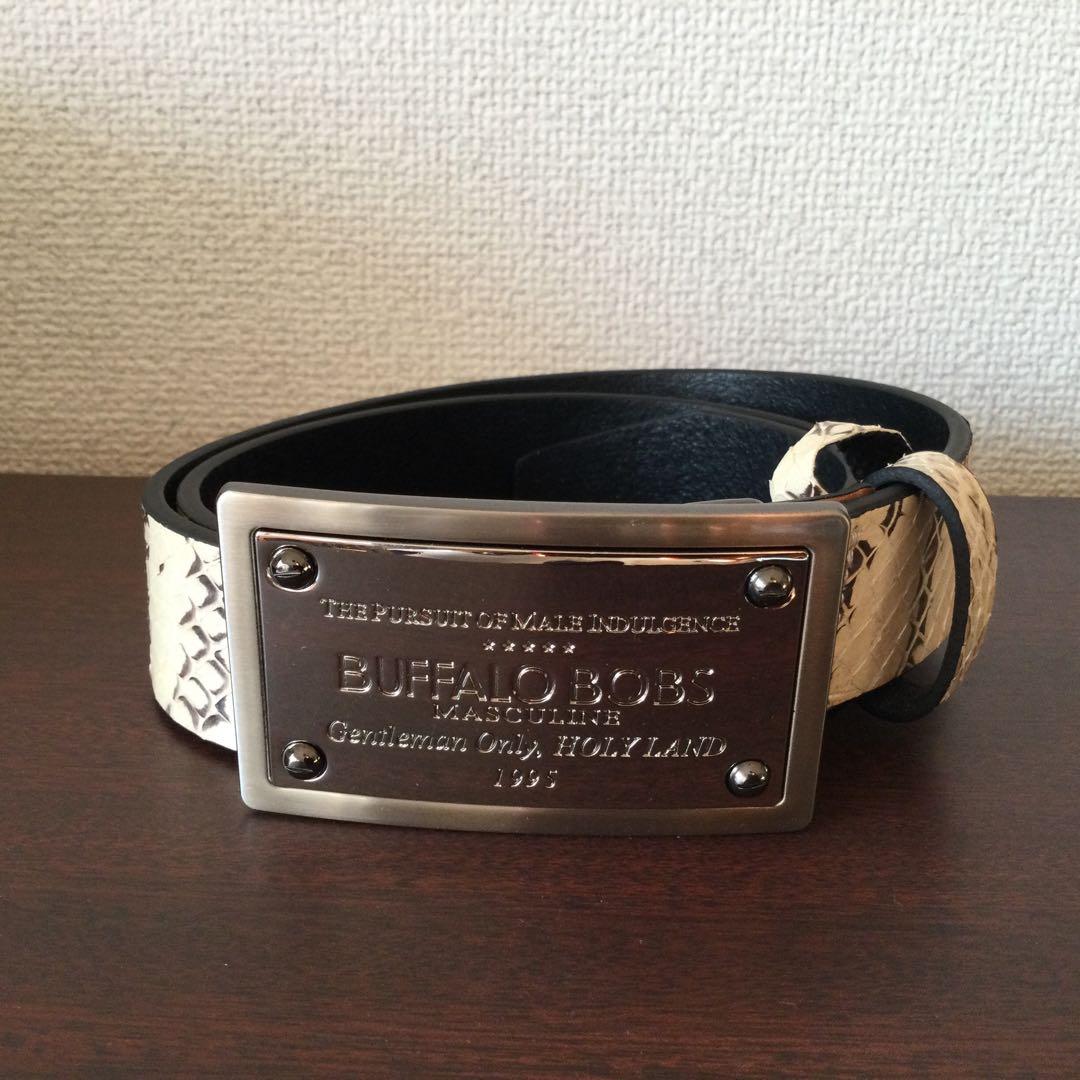 THE PURSUIT OF MALE INDULGENCE
★★★★★
BUFFALO BOBS
MASCULINE
Gentleman Only, HOLY LAND
1995